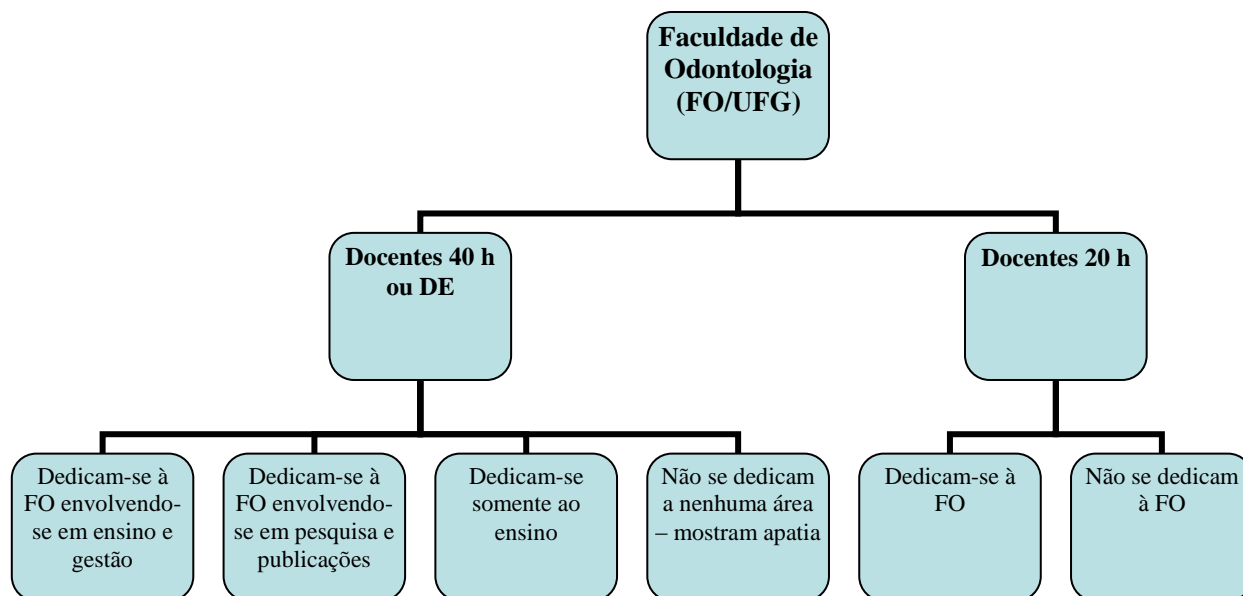 Faculdade de
Odontologia
(FO/UFG)
Docentes 40 h
ou DE
Docentes 20 h
Dedicam-se à
FO envolvendo-
se em ensino e
gestão
Dedicam-se à
FO envolvendo-
se em pesquisa e
publicações
Dedicam-se
somente ao
ensino
Não se dedicam
a nenhuma área
– mostram apatia
Dedicam-se à
FO
Não se dedicam
à FO